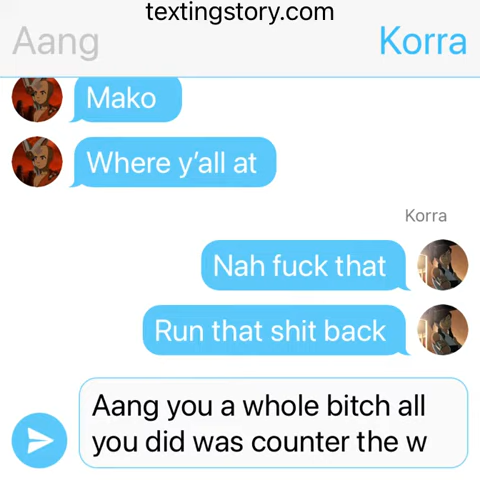 textingstory.com
Aang
Korra
Mako
Where y'all at
Korra
Nah fuck that
Run that shit back
Aang you a whole bitch all
you did was counter the w